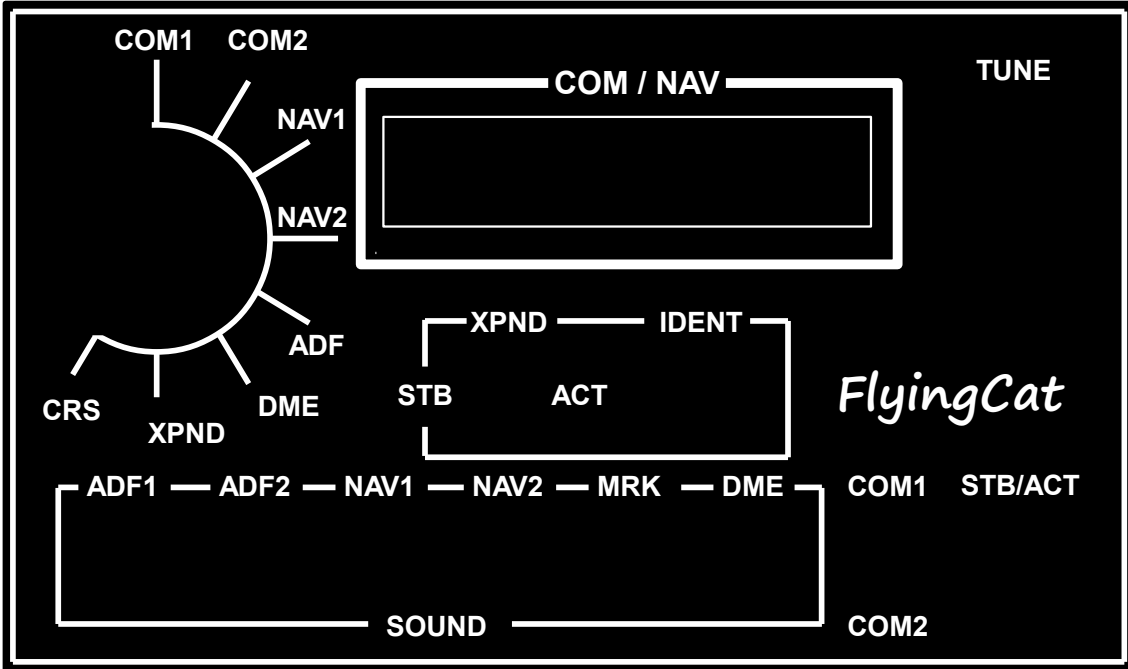 COM1 COM2
TUNE
COM / NAV
NAV1
NAV2
XPND IDENT
ADF
STB ACT
FlyingCat
DME
CRS
XPND
ADF1 ADF2 NAV1 NAV2 MRK DME COM1 STB/ACT
SOUND COM2